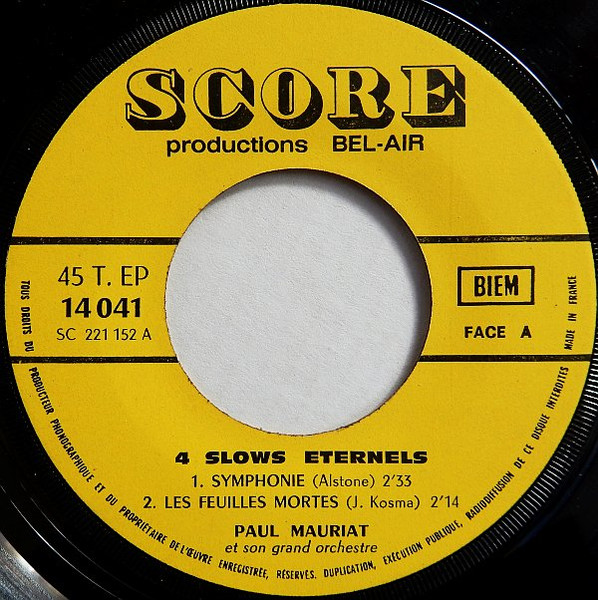 SCORE
productions BEL-AIR
45 T. EP
14 041
SC 221 152 A
BIEM
FACE A
4 SLOWS ETERNELS
1. SYMPHONIE (Alstone) 2'33
2. LES FEUILLES MORTES (J. Kosma) 2'14
PAUL MAURIAT
et son grand orchestre
TOUS DROITS DU PRODUCTEUR PHONOGRAPHIQUE ET DU PROPRIETAIRE DE L'ŒUVRE ENREGISTRÉE, RÉSERVÉS. DUPLICATION, EXÉCUTION PUBLIQUE, RADIODIFFUSION DE CE DISQUE INTERDITES MADE IN FRANCE